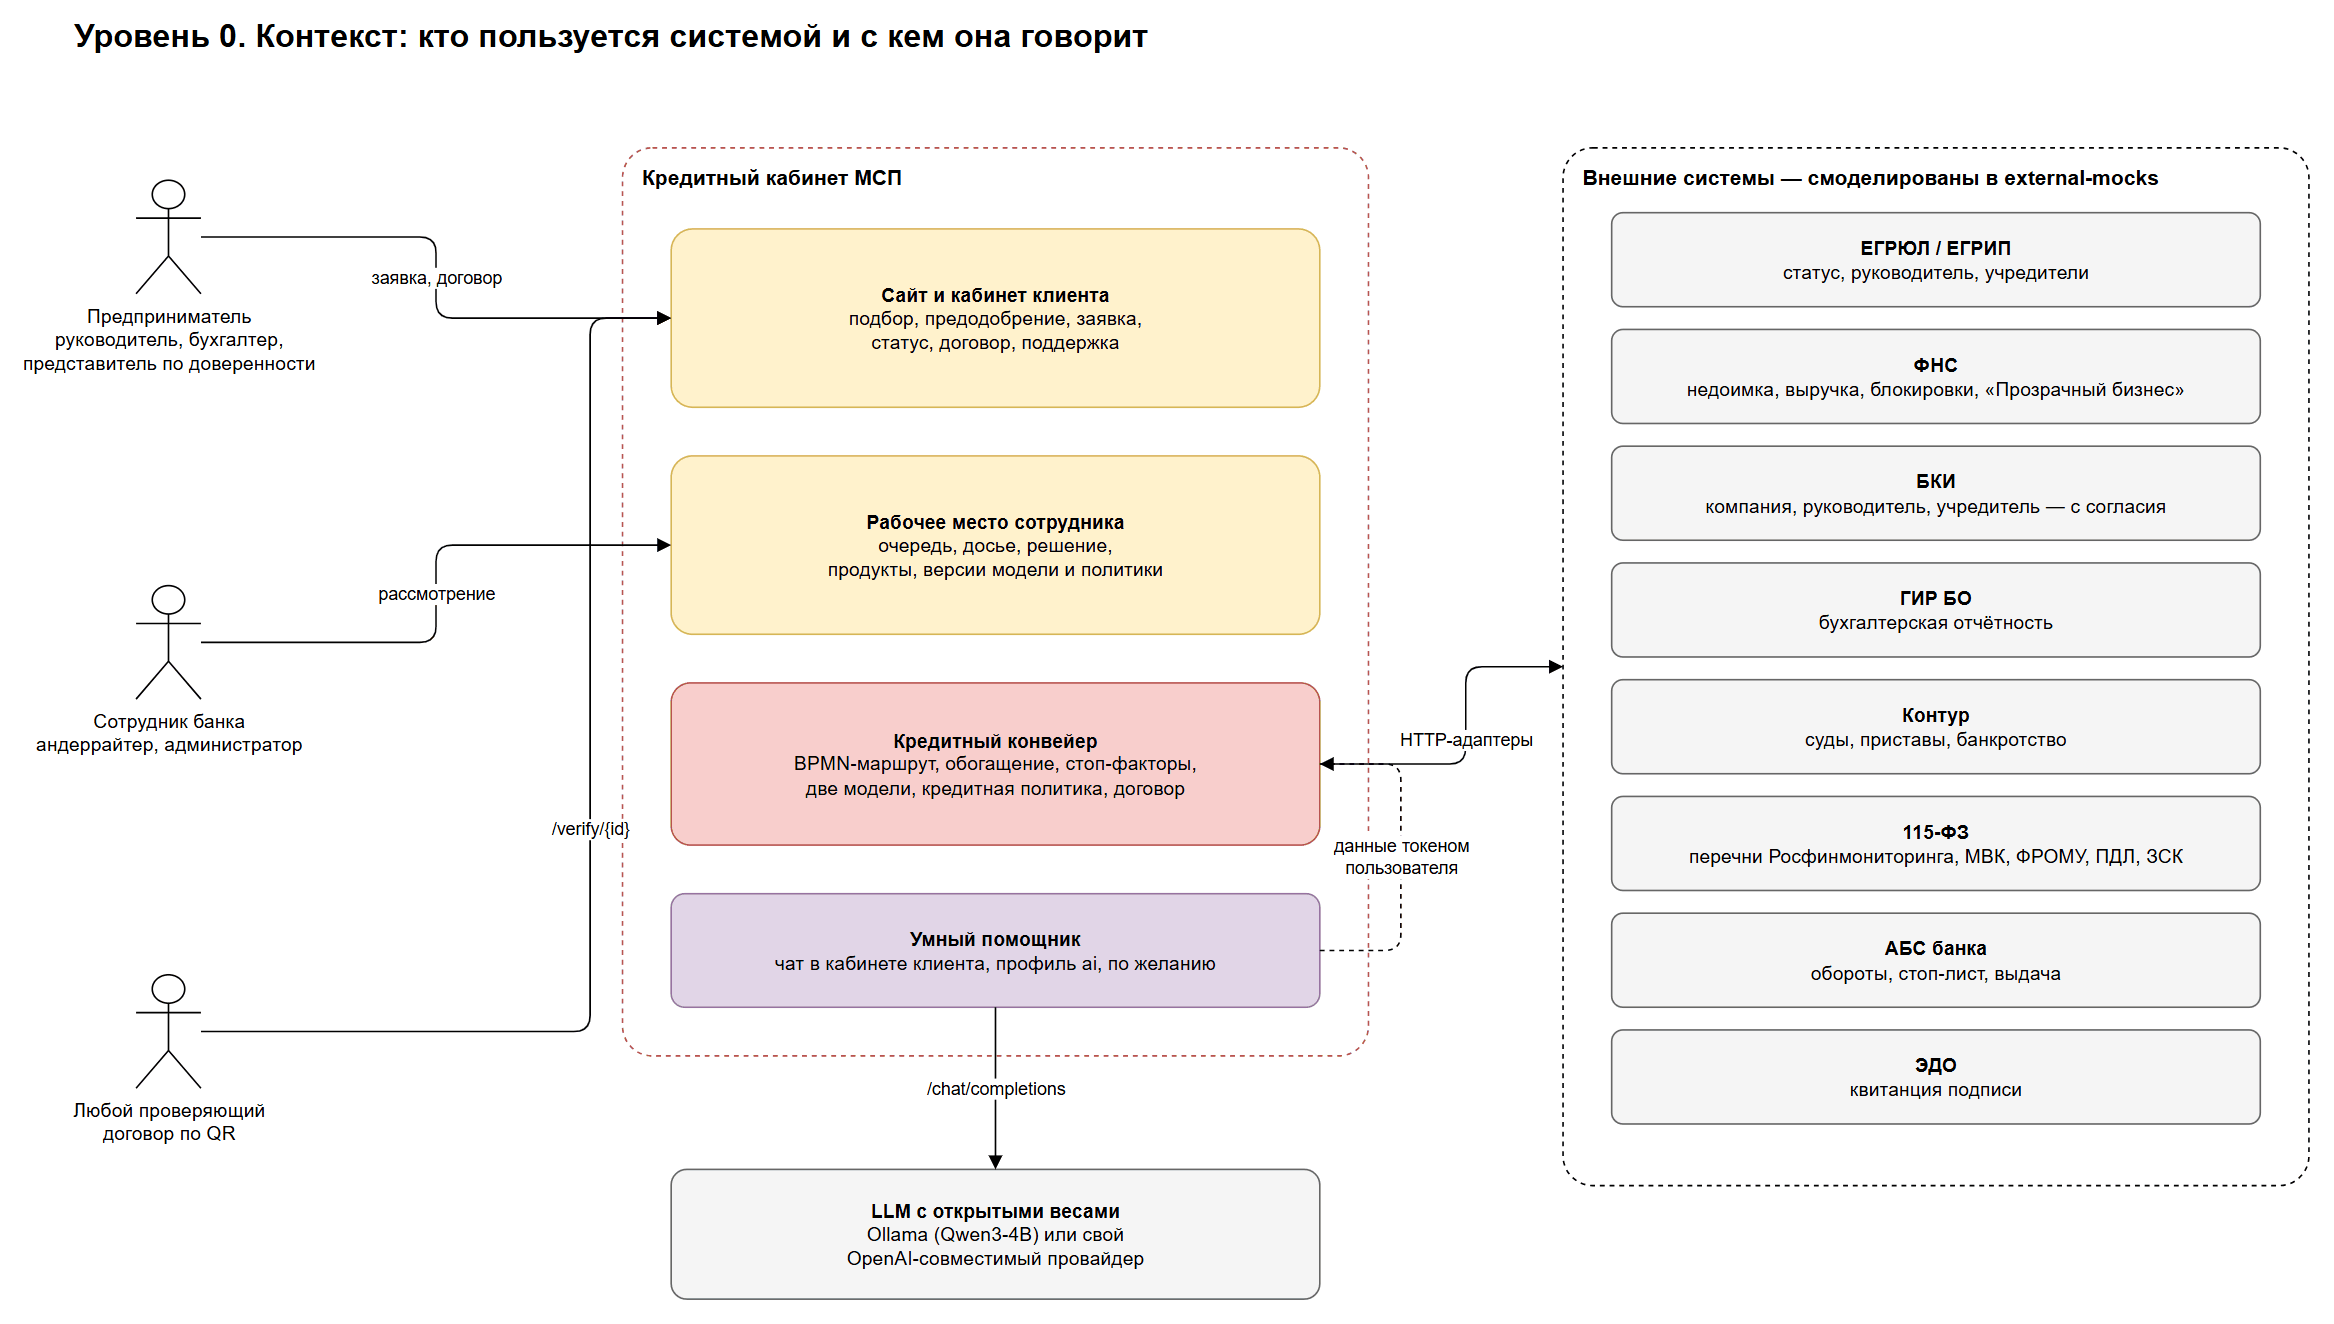 Уровень 0. Контекст: кто пользуется системой и с кем она говорит
Предприниматель
руководитель, бухгалтер,
представитель по доверенности
заявка, договор
Сотрудник банка
андеррайтер, администратор
рассмотрение
Любой проверяющий
договор по QR
/verify/{id}
Кредитный кабинет МСП
Сайт и кабинет клиента
подбор, предодобрение, заявка,
статус, договор, поддержка
Рабочее место сотрудника
очередь, досье, решение,
продукты, версии модели и политики
Кредитный конвейер
BPMN-маршрут, обогащение, стоп-факторы,
две модели, кредитная политика, договор
Умный помощник
чат в кабинете клиента, профиль ai, по желанию
/chat/completions
LLM с открытыми весами
Ollama (Qwen3-4B) или свой
OpenAI-совместимый провайдер
HTTP-адаптеры
данные токеном
пользователя
Внешние системы — смоделированы в external-mocks
ЕГРЮЛ / ЕГРИП
статус, руководитель, учредители
ФНС
недоимка, выручка, блокировки, «Прозрачный бизнес»
БКИ
компания, руководитель, учредитель — с согласия
ГИР БО
бухгалтерская отчётность
Контур
суды, приставы, банкротство
115-ФЗ
перечни Росфинмониторинга, МВК, ФРОМУ, ПДЛ, ЗСК
АБС банка
обороты, стоп-лист, выдача
ЭДО
квитанция подписи